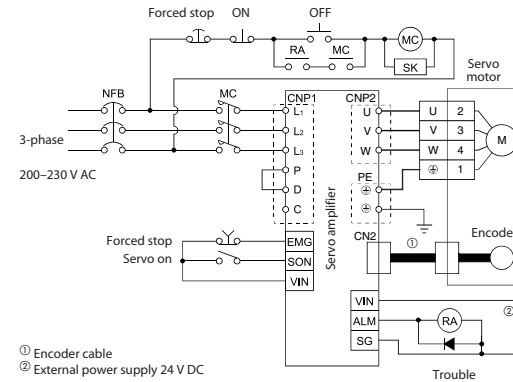 Forced stop ON OFF
RA MC
MC
SK
Servo
motor
NFB MC CNP1 CNP2
L1 U U 2
L2 V V 3
L3 W W 4
M
3-phase
200–230 V AC
P PE ⏚ 1
D
C
Servo amplifier
CN2
①
Encode
Forced stop EMG
Servo on SON
VIN
VIN ②
ALM RA
SG
① Encoder cable
② External power supply 24 V DC
Trouble